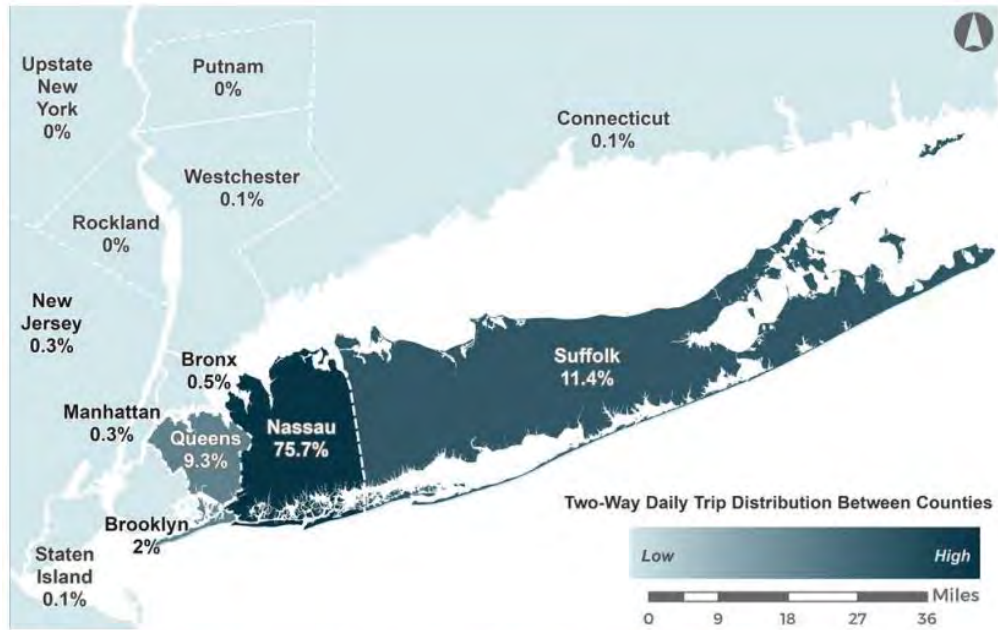 Upstate
New
York
0%
Putnam
0%
Connecticut
0.1%
Westchester
0.1%
Rockland
0%
New
Jersey
0.3%
Bronx
0.5%
Suffolk
11.4%
Manhattan
0.3%
Queens
9.3%
Nassau
75.7%
Brooklyn
2%
Staten
Island
0.1%
Two-Way Daily Trip Distribution Between Counties
Low High
Miles
0 9 18 27 36